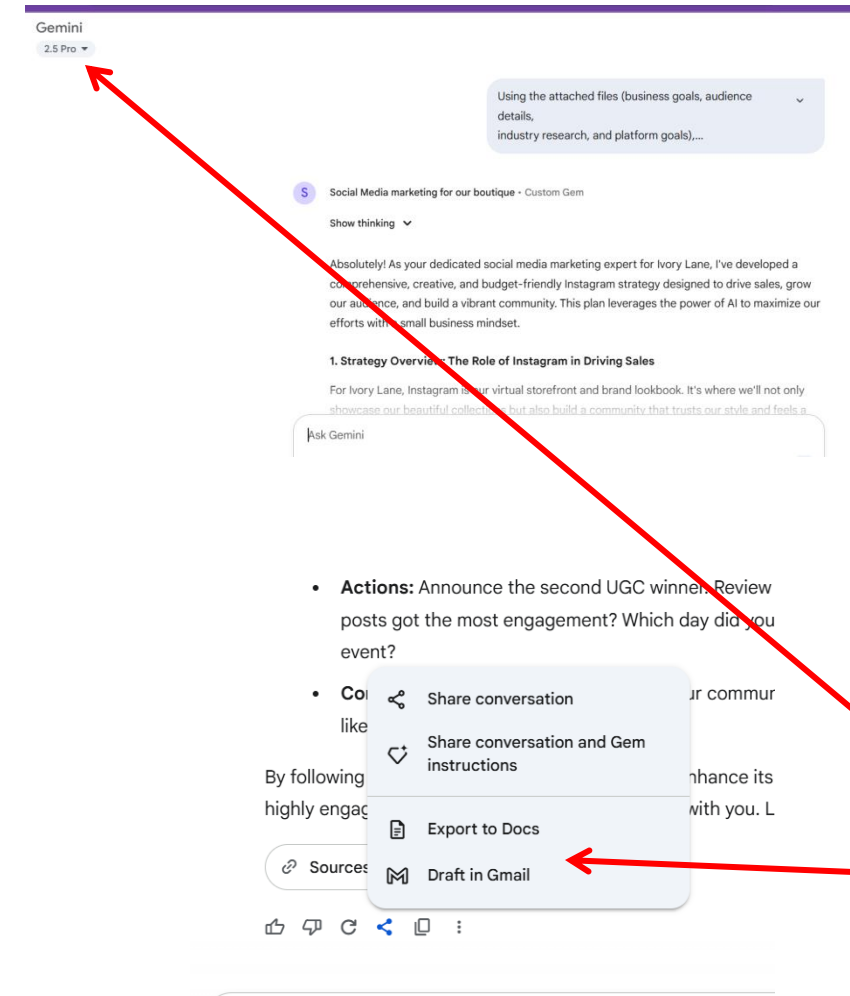 Gemini
2.5 Pro
Using the attached files (business goals, audience
details,
industry research, and platform goals),...
S
Social Media marketing for our boutique • Custom Gem
Show thinking
Absolutely! As your dedicated social media marketing expert for Ivory Lane, I've developed a
comprehensive, creative, and budget-friendly Instagram strategy designed to drive sales, grow
our audience, and build a vibrant community. This plan leverages the power of AI to maximize our
efforts with a small business mindset.
1. Strategy Overview: The Role of Instagram in Driving Sales
For Ivory Lane, Instagram is our virtual storefront and brand lookbook. It's where we'll not only
showcase our beautiful collections but also build a community that trusts our style and feels a
Ask Gemini
• Actions: Announce the second UGC winner. Review
posts got the most engagement? Which day did you
event?
• Co ur commur
like
Share conversation
Share conversation and Gem
instructions
By following nhance its
highly engag with you. L
Export to Docs
Draft in Gmail
Sources